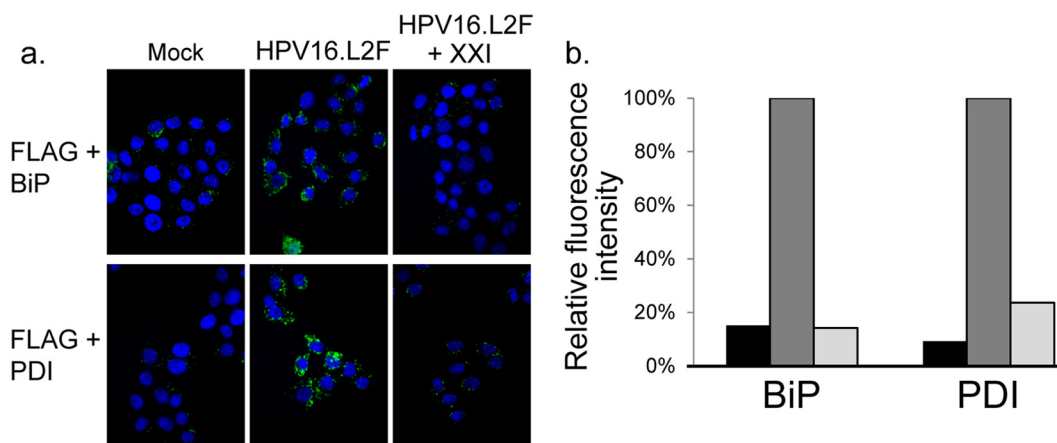 a.
Mock
HPV16.L2F
HPV16.L2F
+ XXI
FLAG +
BiP
FLAG +
PDI
b.
Relative fluorescence
intensity
100%
80%
60%
40%
20%
0%
BiP
PDI